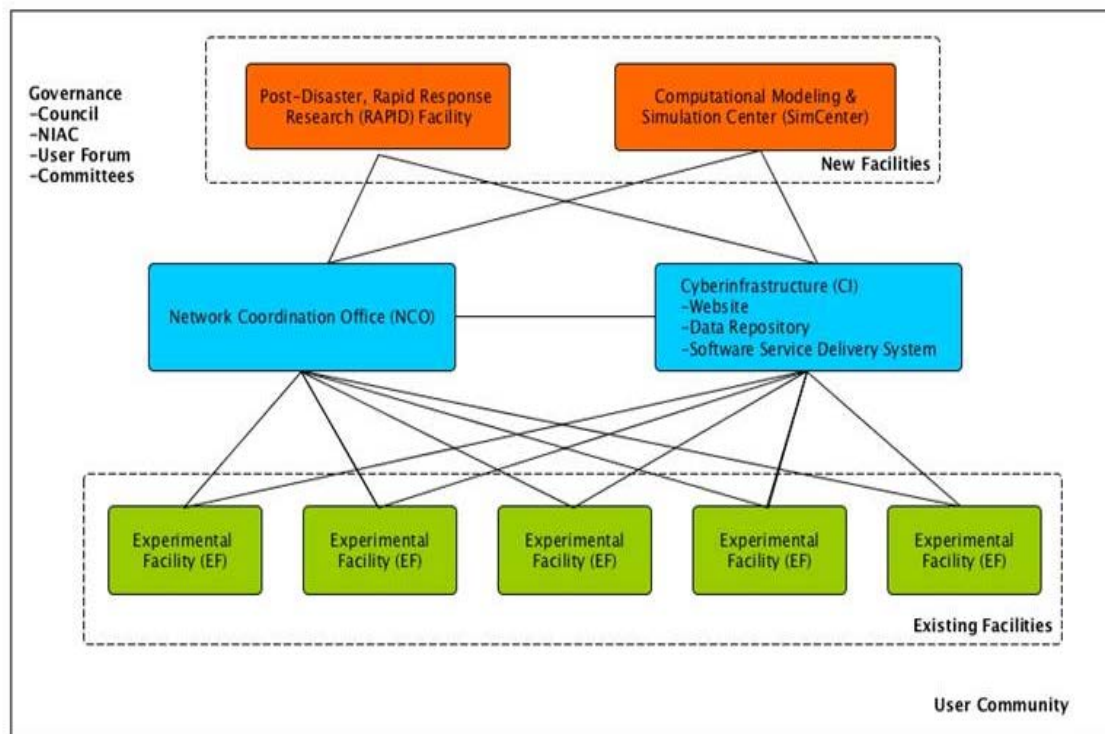 Governance
-Council
-NIAC
-User Forum
-Committees
Post-Disaster, Rapid Response
Research (RAPID) Facility
Computational Modeling &
Simulation Center (SimCenter)
New Facilities
Network Coordination Office (NCO)
Cyberinfrastructure (CI)
-Website
-Data Repository
-Software Service Delivery System
Experimental
Facility (EF)
Experimental
Facility (EF)
Experimental
Facility (EF)
Experimental
Facility (EF)
Experimental
Facility (EF)
Existing Facilities
User Community